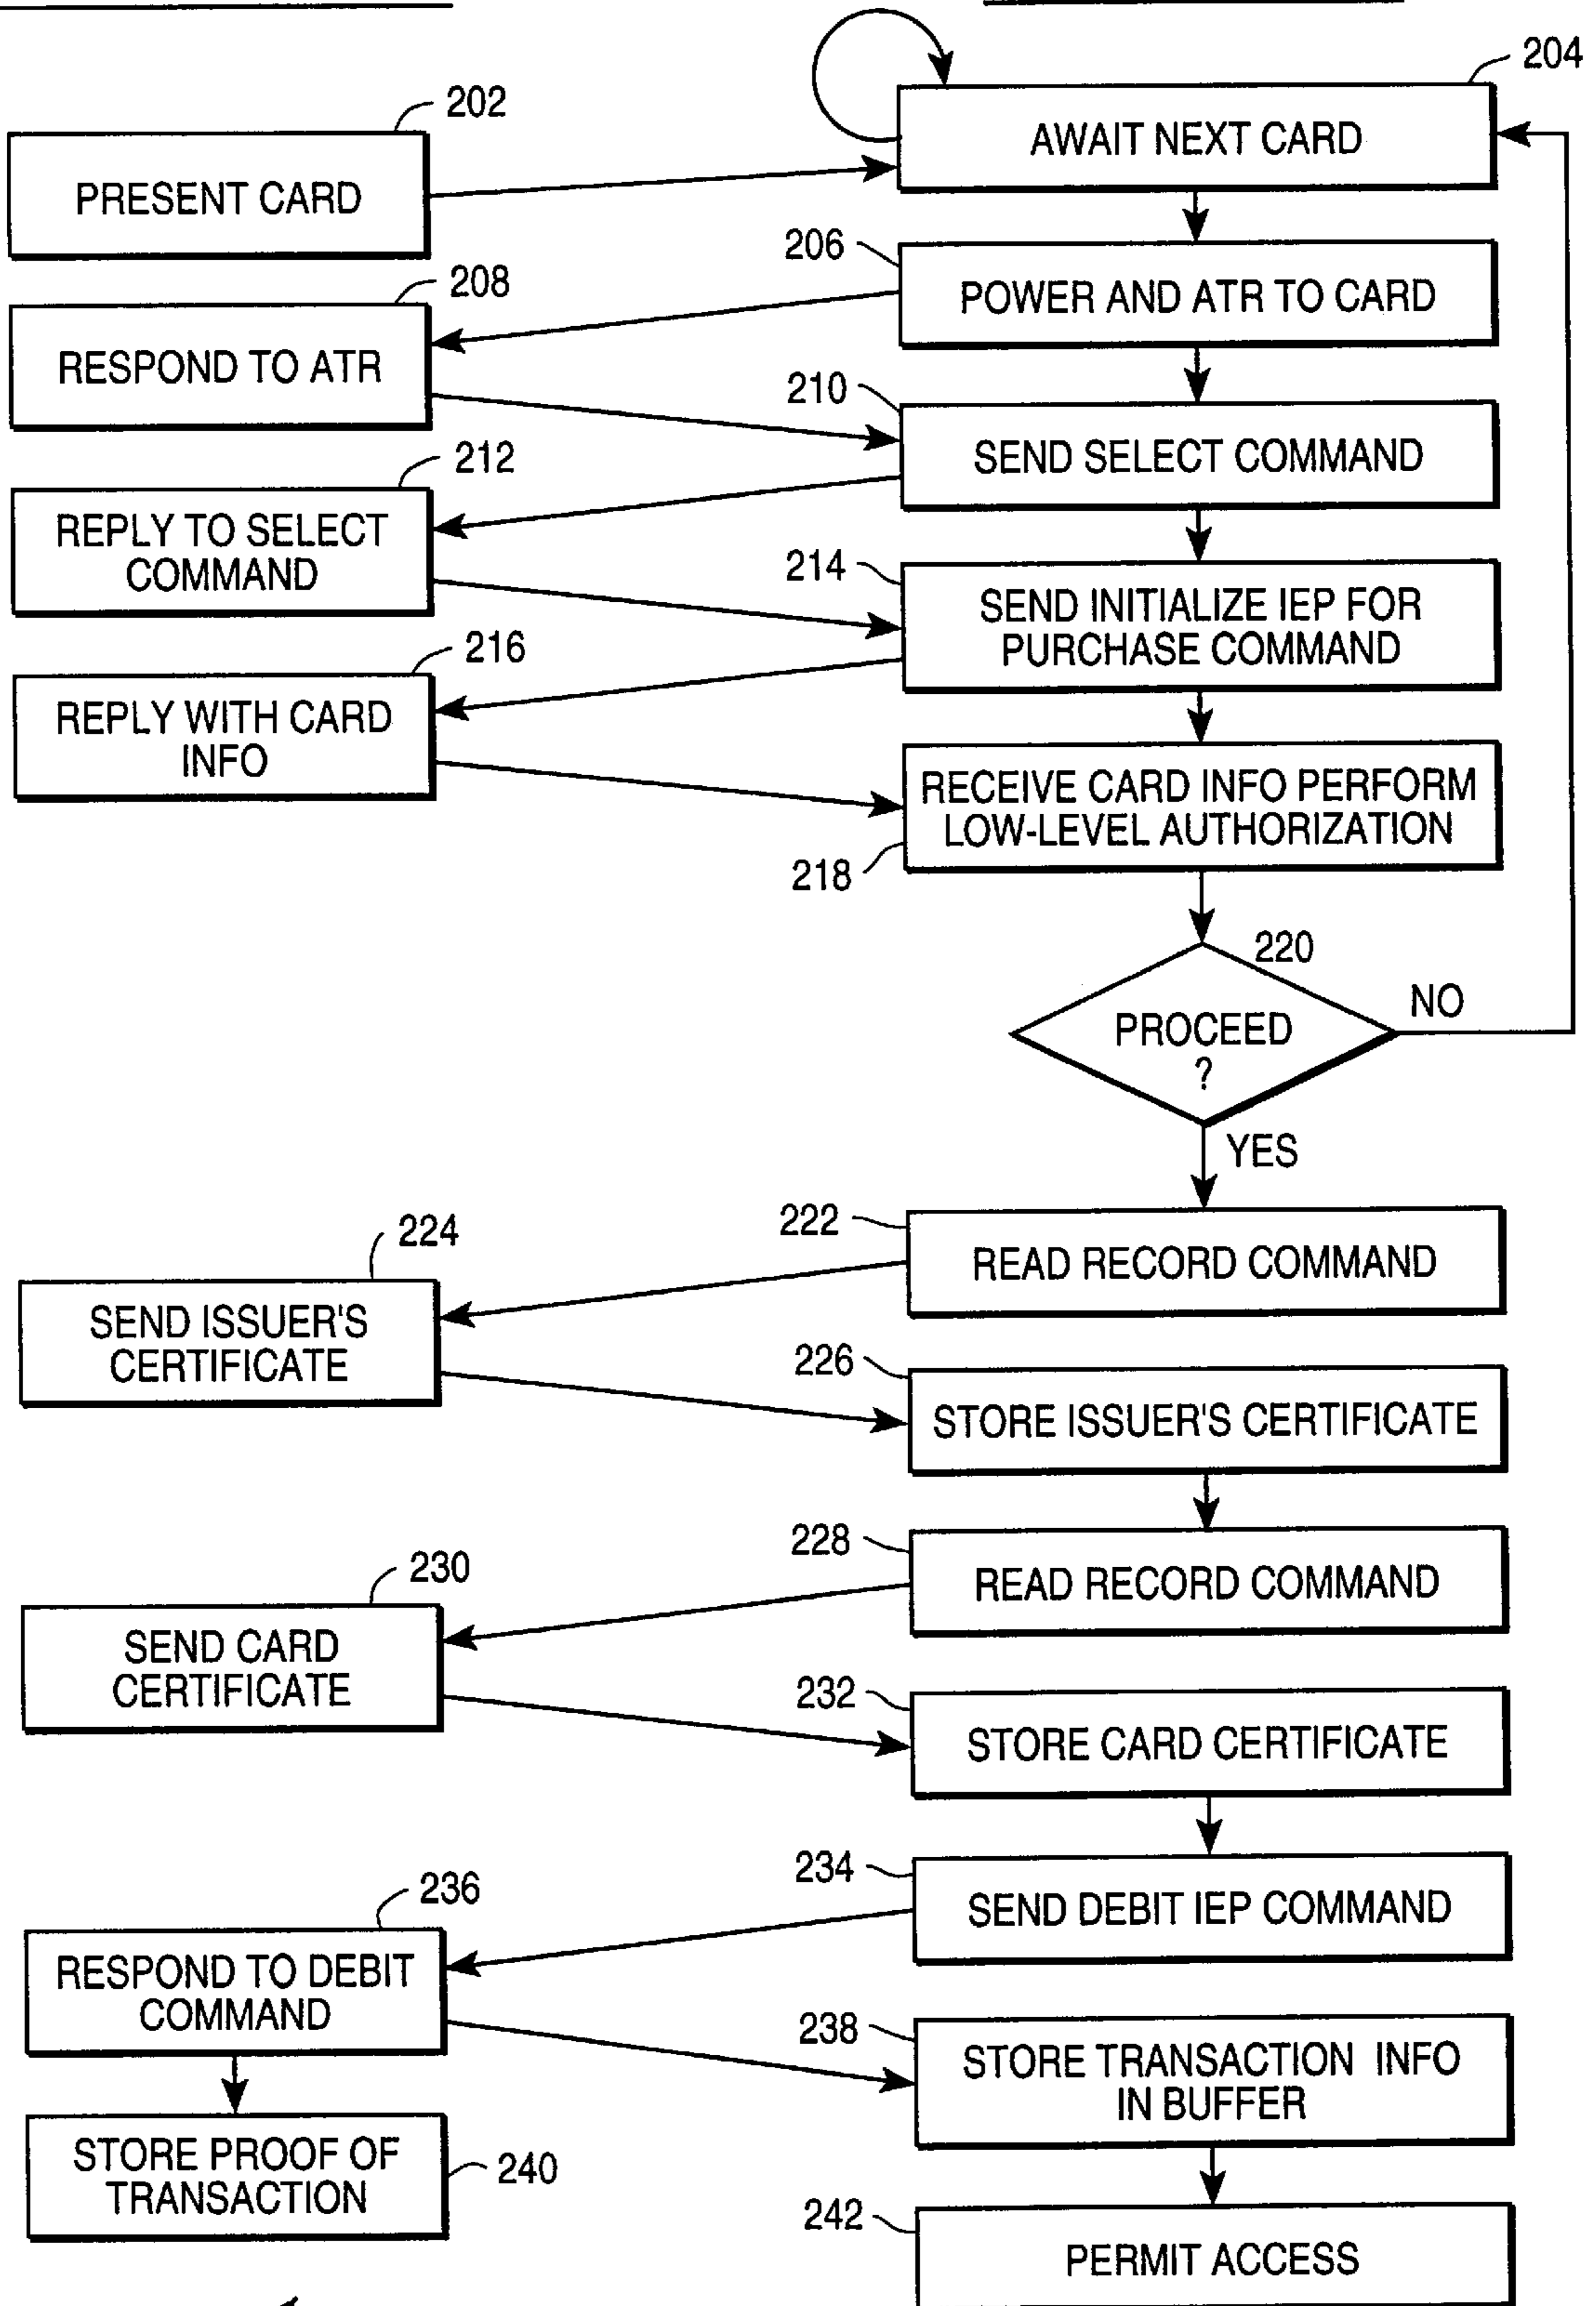 204
202
AWAIT NEXT CARD
PRESENT CARD
206
208
POWER AND ATR TO CARD
RESPOND TO ATR
210
212
SEND SELECT COMMAND
REPLY TO SELECT
COMMAND
214
SEND INITIALIZE IEP FOR
PURCHASE COMMAND
216
REPLY WITH CARD
INFO
RECEIVE CARD INFO PERFORM
LOW-LEVEL AUTHORIZATION
218
220
PROCEED
?
NO
YES
222
READ RECORD COMMAND
224
SEND ISSUER'S
CERTIFICATE
226
STORE ISSUER'S CERTIFICATE
228
READ RECORD COMMAND
230
SEND CARD
CERTIFICATE
232
STORE CARD CERTIFICATE
234
SEND DEBIT IEP COMMAND
236
RESPOND TO DEBIT
COMMAND
238
STORE TRANSACTION INFO
IN BUFFER
STORE PROOF OF
TRANSACTION
240
242
PERMIT ACCESS